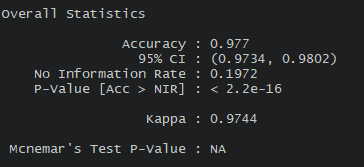 Overall Statistics
Accuracy : 0.977
95% CI : (0.9734, 0.9802)
No Information Rate : 0.1972
P-Value [Acc > NIR] : < 2.2e-16
Kappa : 0.9744
Mcnemar's Test P-Value : NA